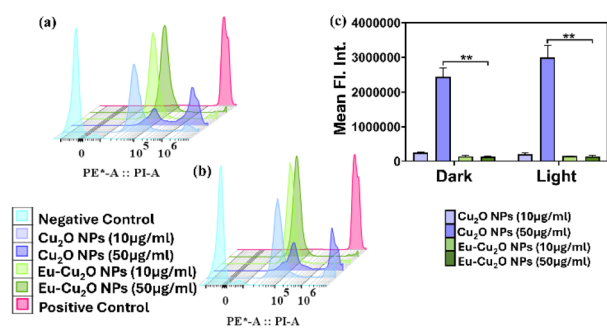 (a)
0 10^5 10^6
PE*-A :: PI-A
(b)
0 10^5 10^6
PE*-A :: PI-A
Negative Control
Cu₂O NPs (10µg/ml)
Cu₂O NPs (50µg/ml)
Eu-Cu₂O NPs (10µg/ml)
Eu-Cu₂O NPs (50µg/ml)
Positive Control
(c)
Mean Fl. Int.
4000000
3000000
2000000
1000000
0
**
**
Dark Light
Cu₂O NPs (10µg/ml)
Cu₂O NPs (50µg/ml)
Eu-Cu₂O NPs (10µg/ml)
Eu-Cu₂O NPs (50µg/ml)